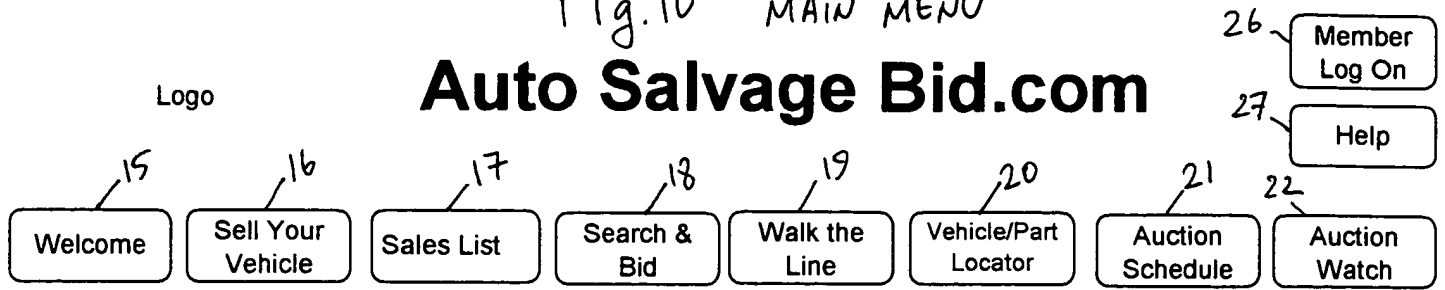 Fig. 10 MAIN MENU
26
Member
Log On
Logo
Auto Salvage Bid.com
27
Help
15
16
17
18
19
20
21
22
Welcome
Sell Your
Vehicle
Sales List
Search &
Bid
Walk the
Line
Vehicle/Part
Locator
Auction
Schedule
Auction
Watch